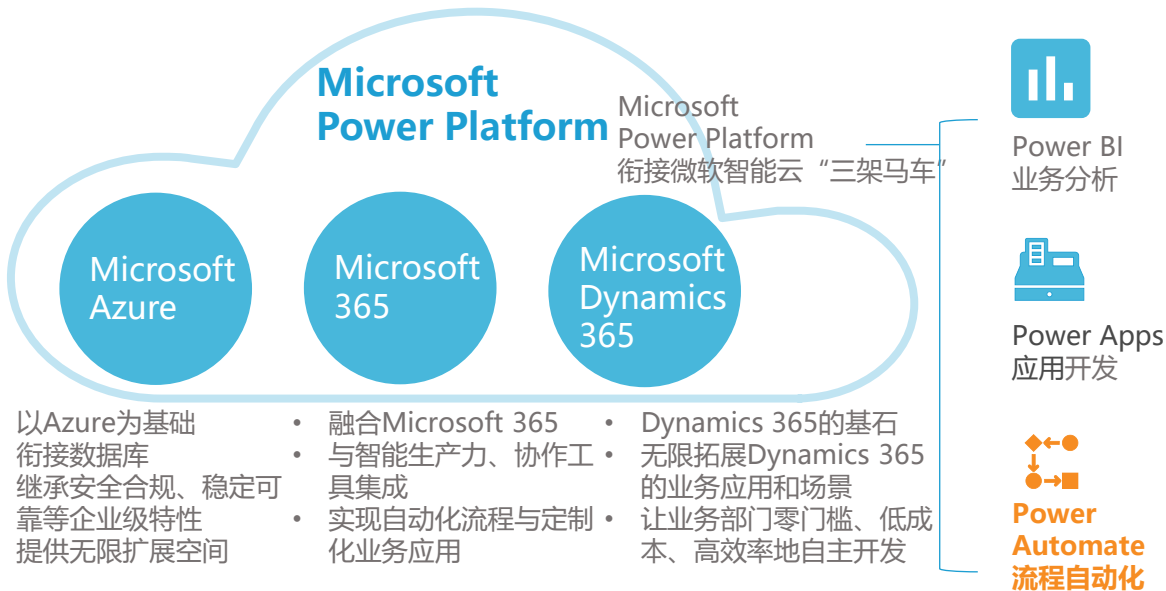 Microsoft
Power Platform
Microsoft
Power Platform
衔接微软智能云“三架马车”
Microsoft
Azure
Microsoft
365
Microsoft
Dynamics
365
以Azure为基础
衔接数据库
继承安全合规、稳定可
靠等企业级特性
提供无限扩展空间
• 融合Microsoft 365
• 与智能生产力、协作工
具集成
• 实现自动化流程与定制
化业务应用
• Dynamics 365的基石
• 无限拓展Dynamics 365
的业务应用和场景
• 让业务部门零门槛、低成
本、高效率地自主开发
Power BI
业务分析
Power Apps
应用开发
Power
Automate
流程自动化